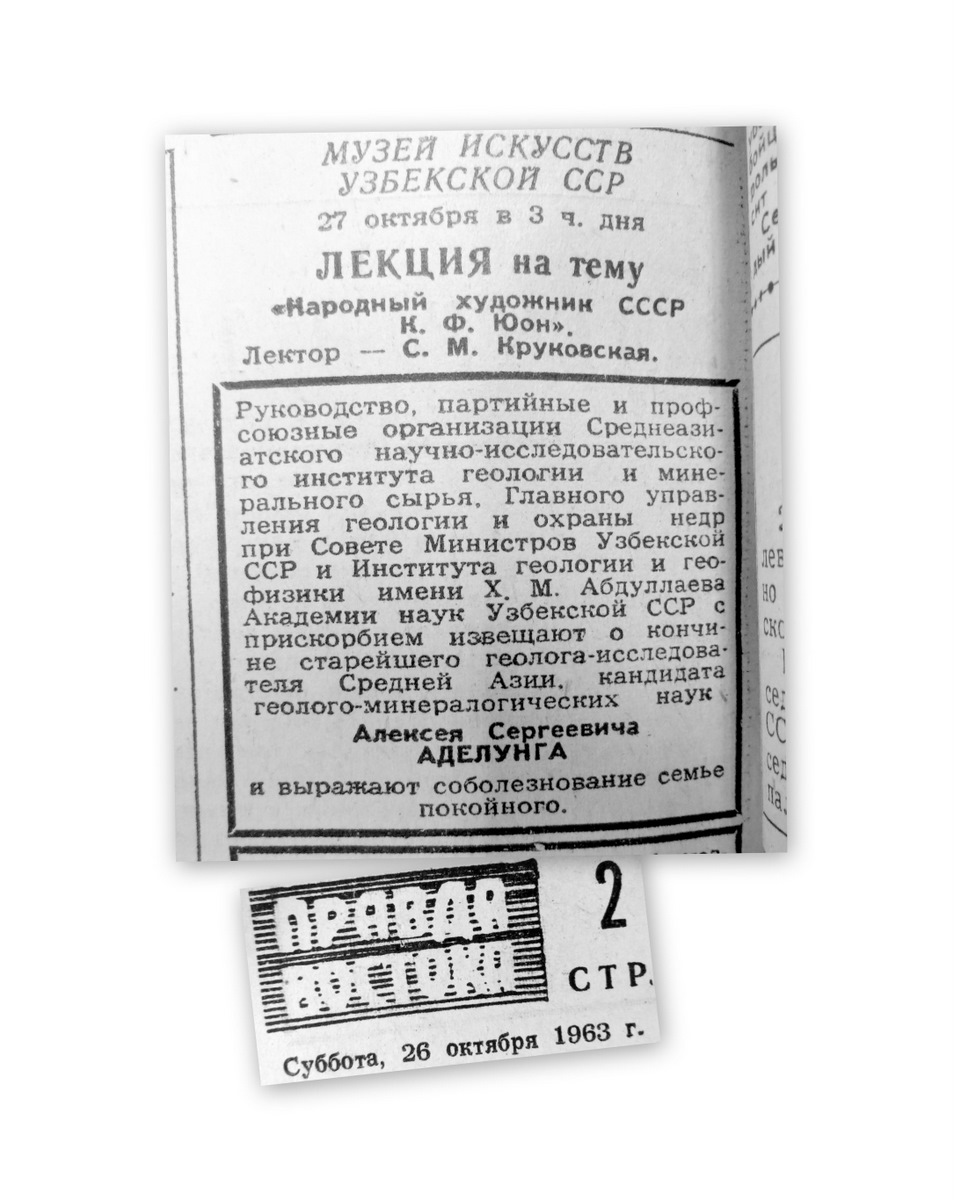 МУЗЕЙ ИСКУССТВ
УЗБЕКСКОЙ ССР
27 октября в 3 ч. дня
ЛЕКЦИЯ на тему
«Народный художник СССР
К. Ф. Юон».
Лектор — С. М. Круковская.
Руководство, партийные и проф-
союзные организации Среднеази-
атского научно-исследовательско-
го института геологии и мине-
рального сырья, Главного управ-
ления геологии и охраны недр
при Совете Министров Узбекской
ССР и Института геологии и гео-
физики имени Х. М. Абдуллаева
Академии наук Узбекской ССР с
прискорбием извещают о кончи-
не старейшего геолога-исследова-
теля Средней Азии, кандидата
геолого-минералогических наук
Алексея Сергеевича
АДЕЛУНГА
и выражают соболезнование семье
покойного.
ПРАВДА
ВОСТОКА
2
СТР.
Суббота, 26 октября 1963 г.